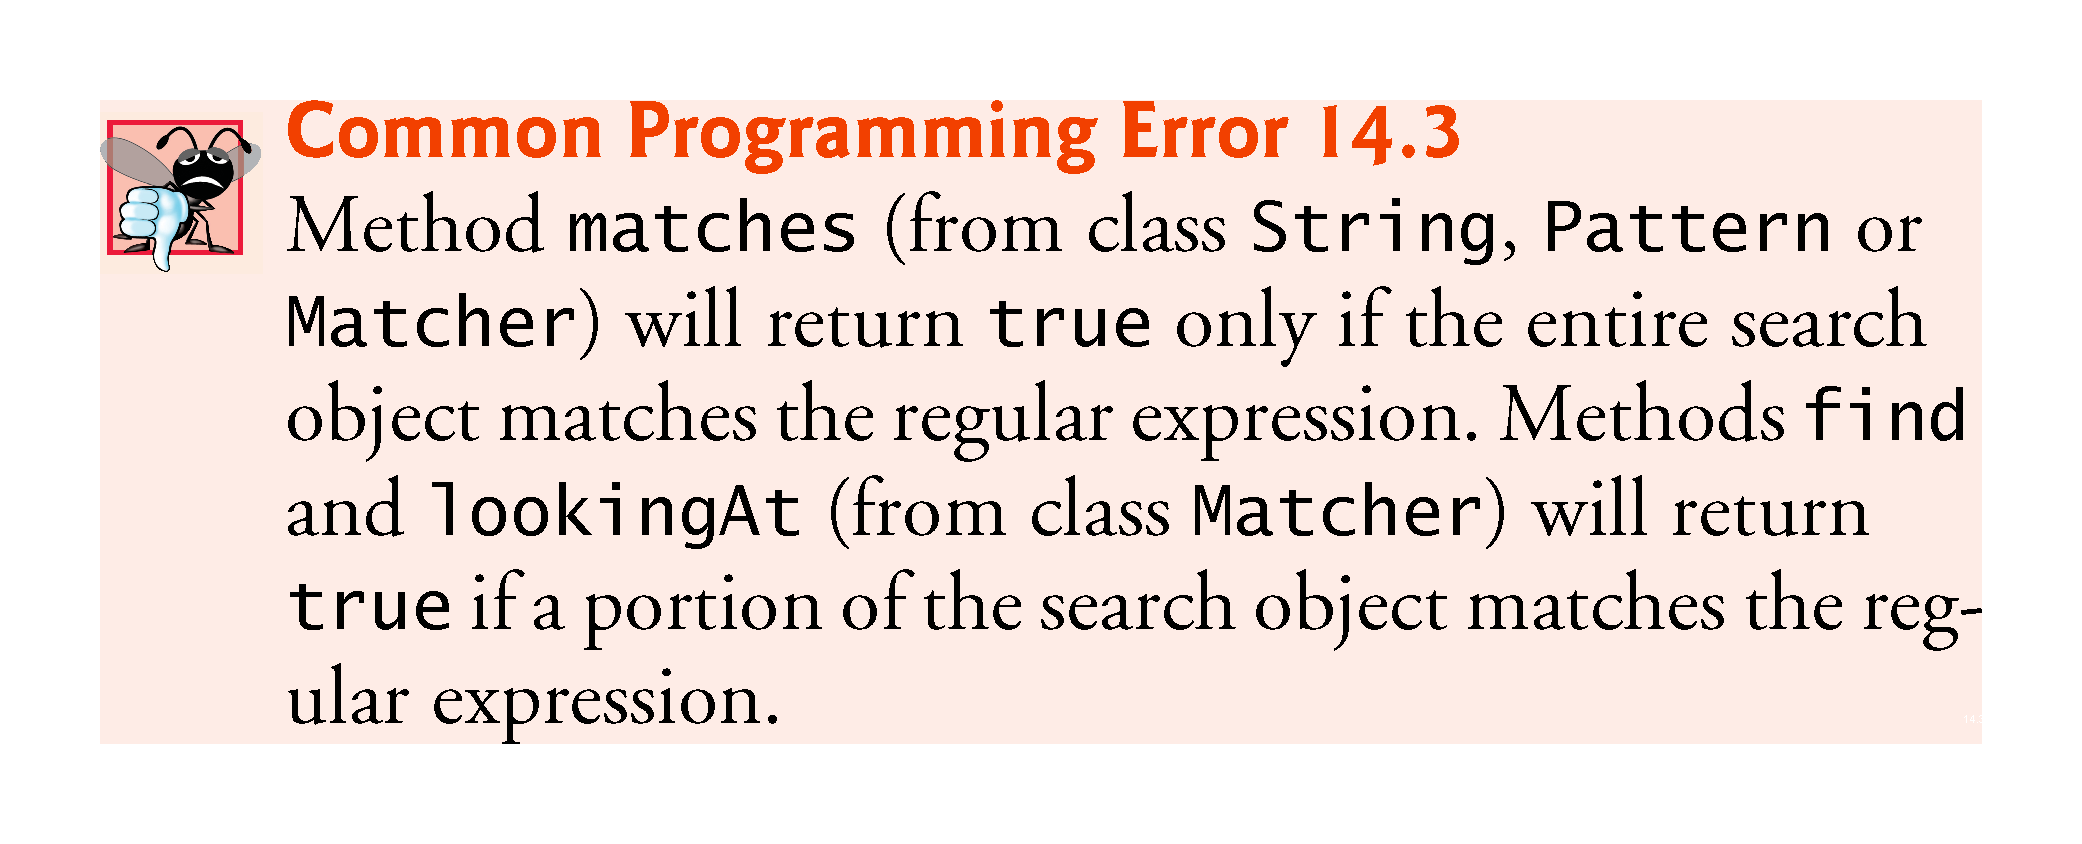 Common Programming Error 14.3
Method matches (from class String, Pattern or
Matcher) will return true only if the entire search
object matches the regular expression. Methods find
and lookingAt (from class Matcher) will return
true if a portion of the search object matches the reg-
ular expression.